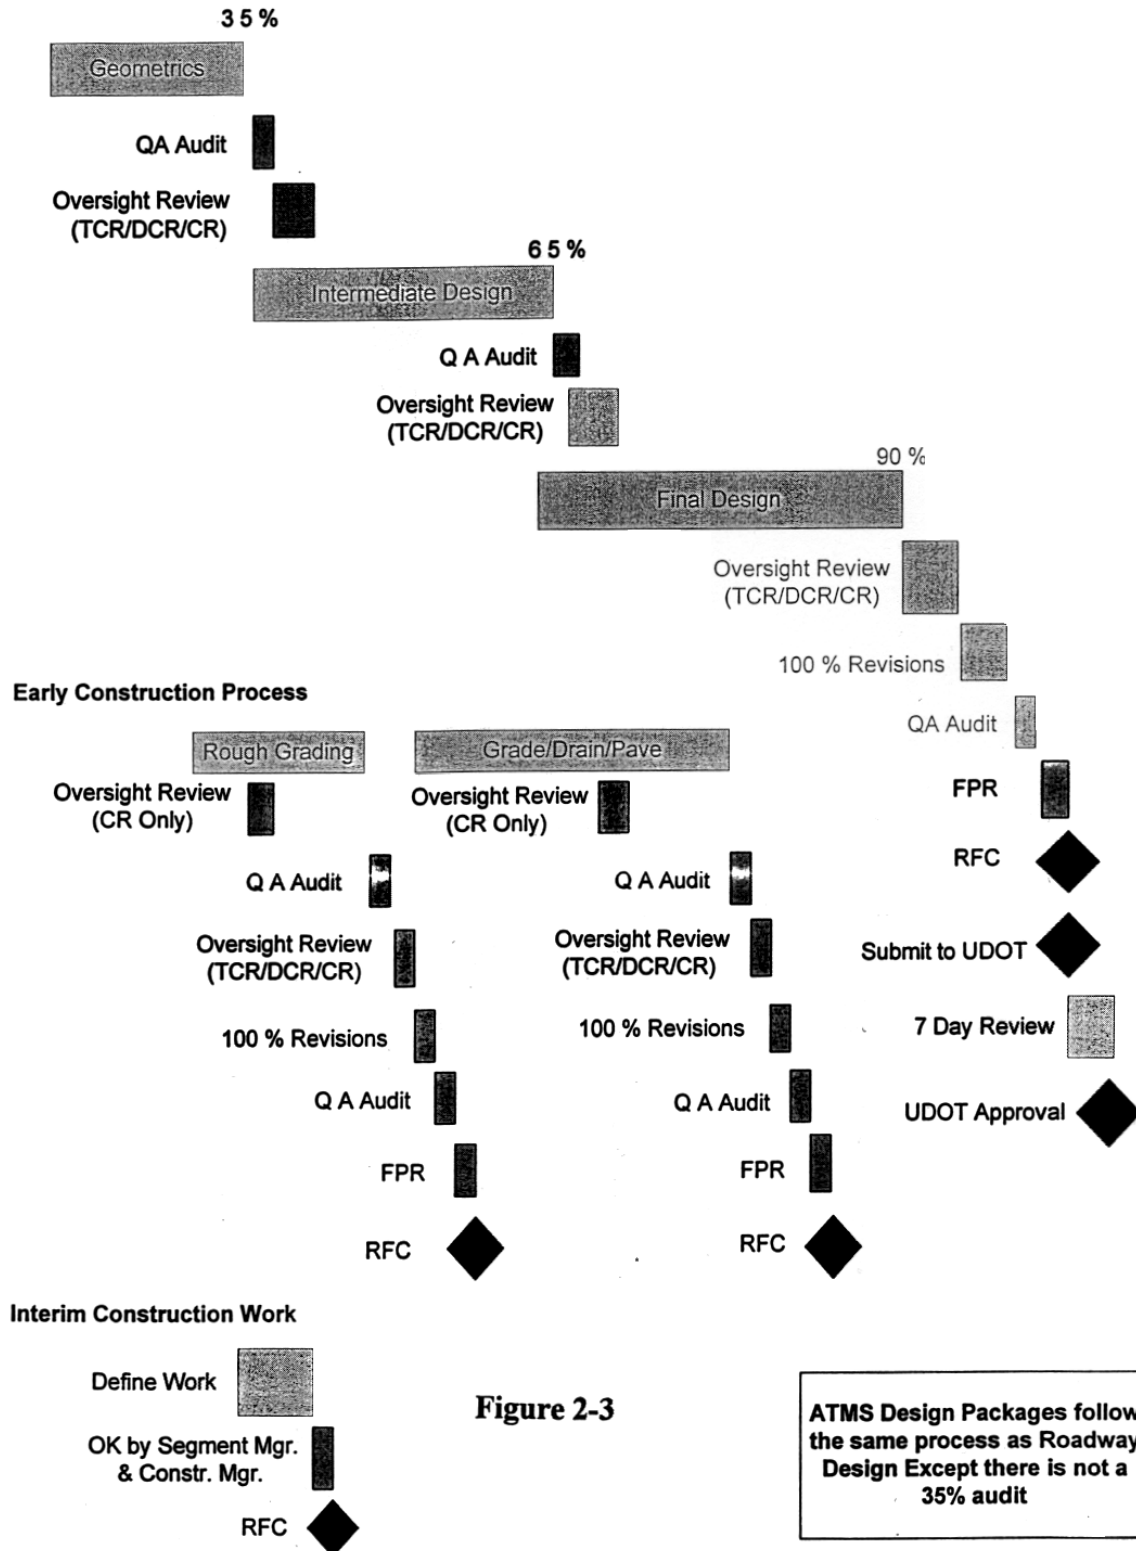 35%
Geometrics
QA Audit
Oversight Review
(TCR/DCR/CR)
65%
Intermediate Design
Q A Audit
Oversight Review
(TCR/DCR/CR)
90 %
Final Design
Oversight Review
(TCR/DCR/CR)
100 % Revisions
QA Audit
FPR
RFC
Submit to UDOT
7 Day Review
UDOT Approval
Early Construction Process
Rough Grading
Oversight Review
(CR Only)
Q A Audit
Oversight Review
(TCR/DCR/CR)
100 % Revisions
Q A Audit
FPR
RFC
Grade/Drain/Pave
Oversight Review
(CR Only)
Q A Audit
Oversight Review
(TCR/DCR/CR)
100 % Revisions
Q A Audit
FPR
RFC
Interim Construction Work
Define Work
OK by Segment Mgr.
& Constr. Mgr.
RFC
Figure 2-3
ATMS Design Packages follow
the same process as Roadway
Design Except there is not a
35% audit